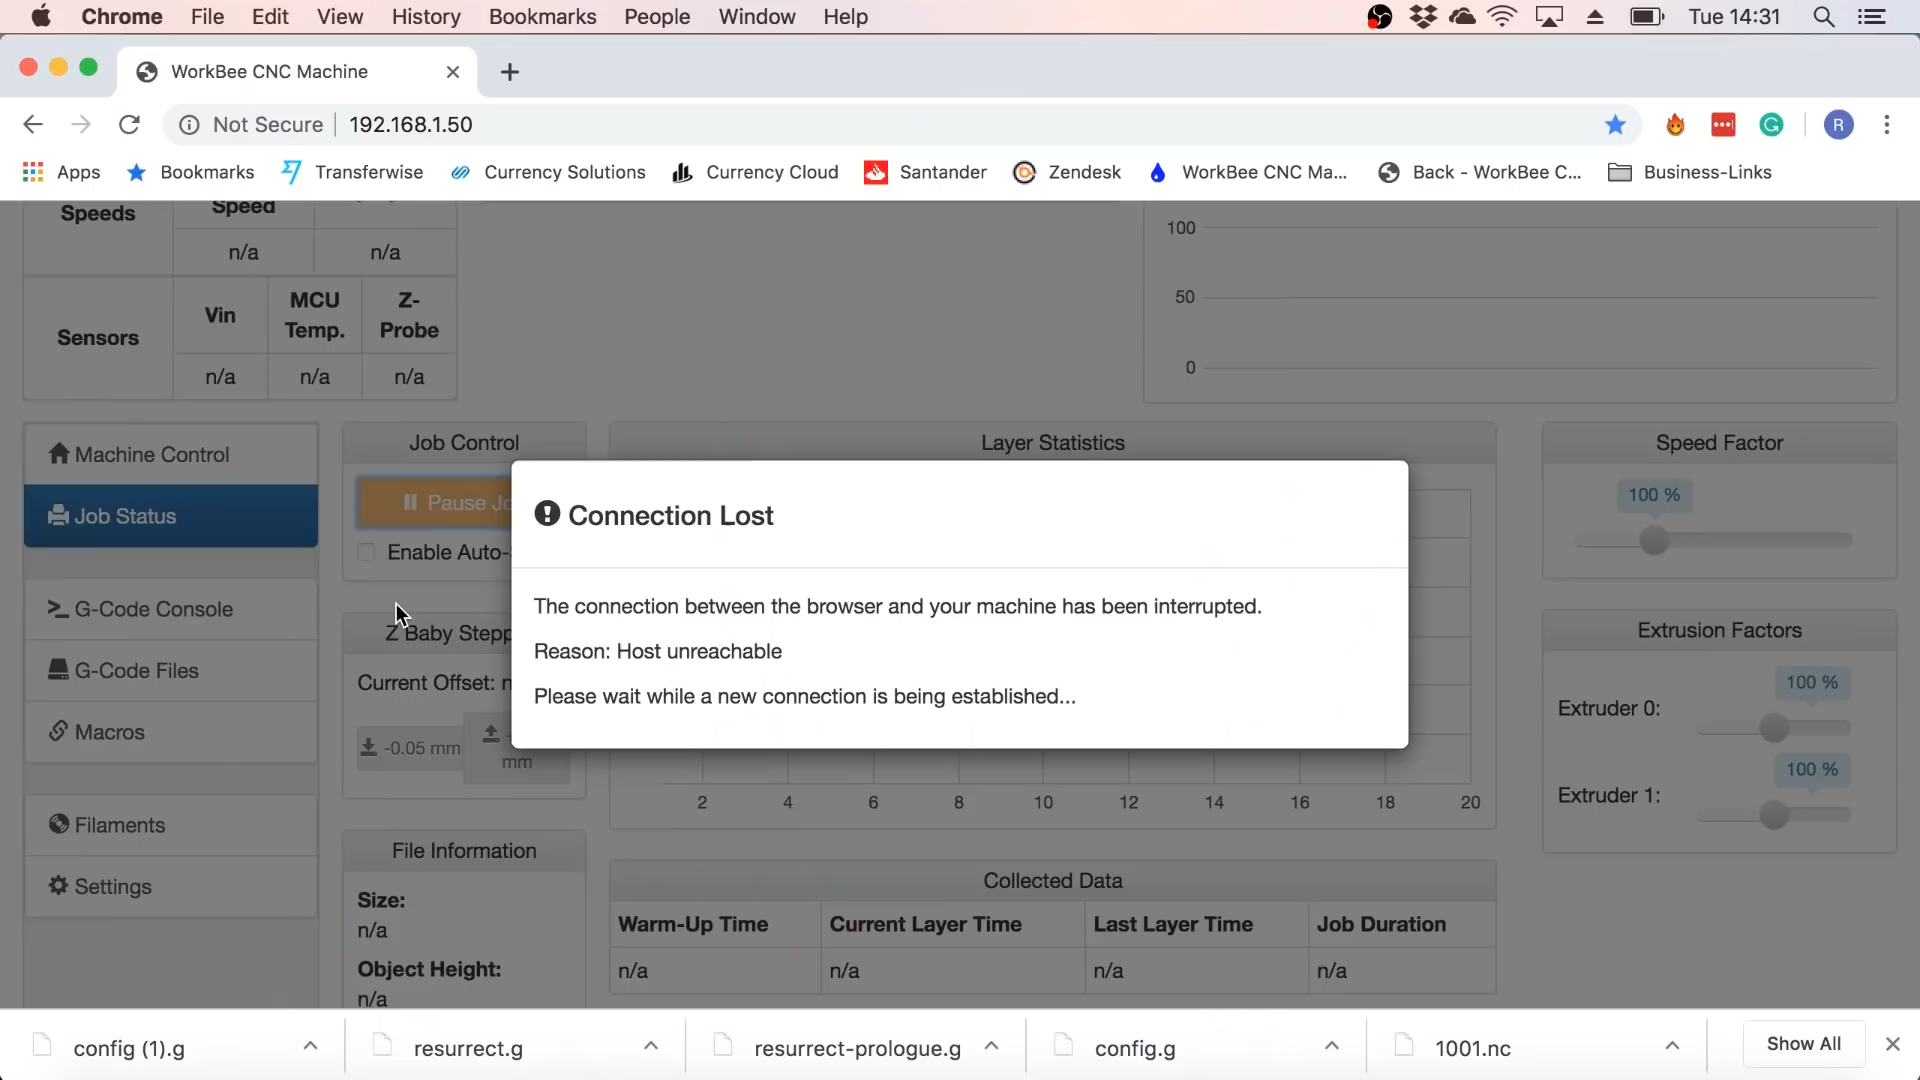 Chrome File Edit View History Bookmarks People Window Help Tue 14:31
WorkBee CNC Machine
Not Secure 192.168.1.50 R
Apps Bookmarks Transferwise Currency Solutions Currency Cloud Santander Zendesk WorkBee CNC Ma... Back - WorkBee C... Business-Links
Speeds Speed
n/a n/a
Sensors Vin MCU Temp. Z-Probe
n/a n/a n/a
100
50
0
Machine Control
Job Status
G-Code Console
G-Code Files
Macros
Filaments
Settings
Job Control
Pause Jo
Enable Auto-
Z Baby Stepp
Current Offset: n
-0.05 mm
mm
File Information
Size:
n/a
Object Height:
n/a
Layer Statistics
Connection Lost
The connection between the browser and your machine has been interrupted.
Reason: Host unreachable
Please wait while a new connection is being established...
2 4 6 8 10 12 14 16 18 20
Collected Data
Warm-Up Time Current Layer Time Last Layer Time Job Duration
n/a n/a n/a n/a
Speed Factor
100 %
Extrusion Factors
100 %
Extruder 0:
100 %
Extruder 1:
config (1).g resurrect.g resurrect-prologue.g config.g 1001.nc Show All